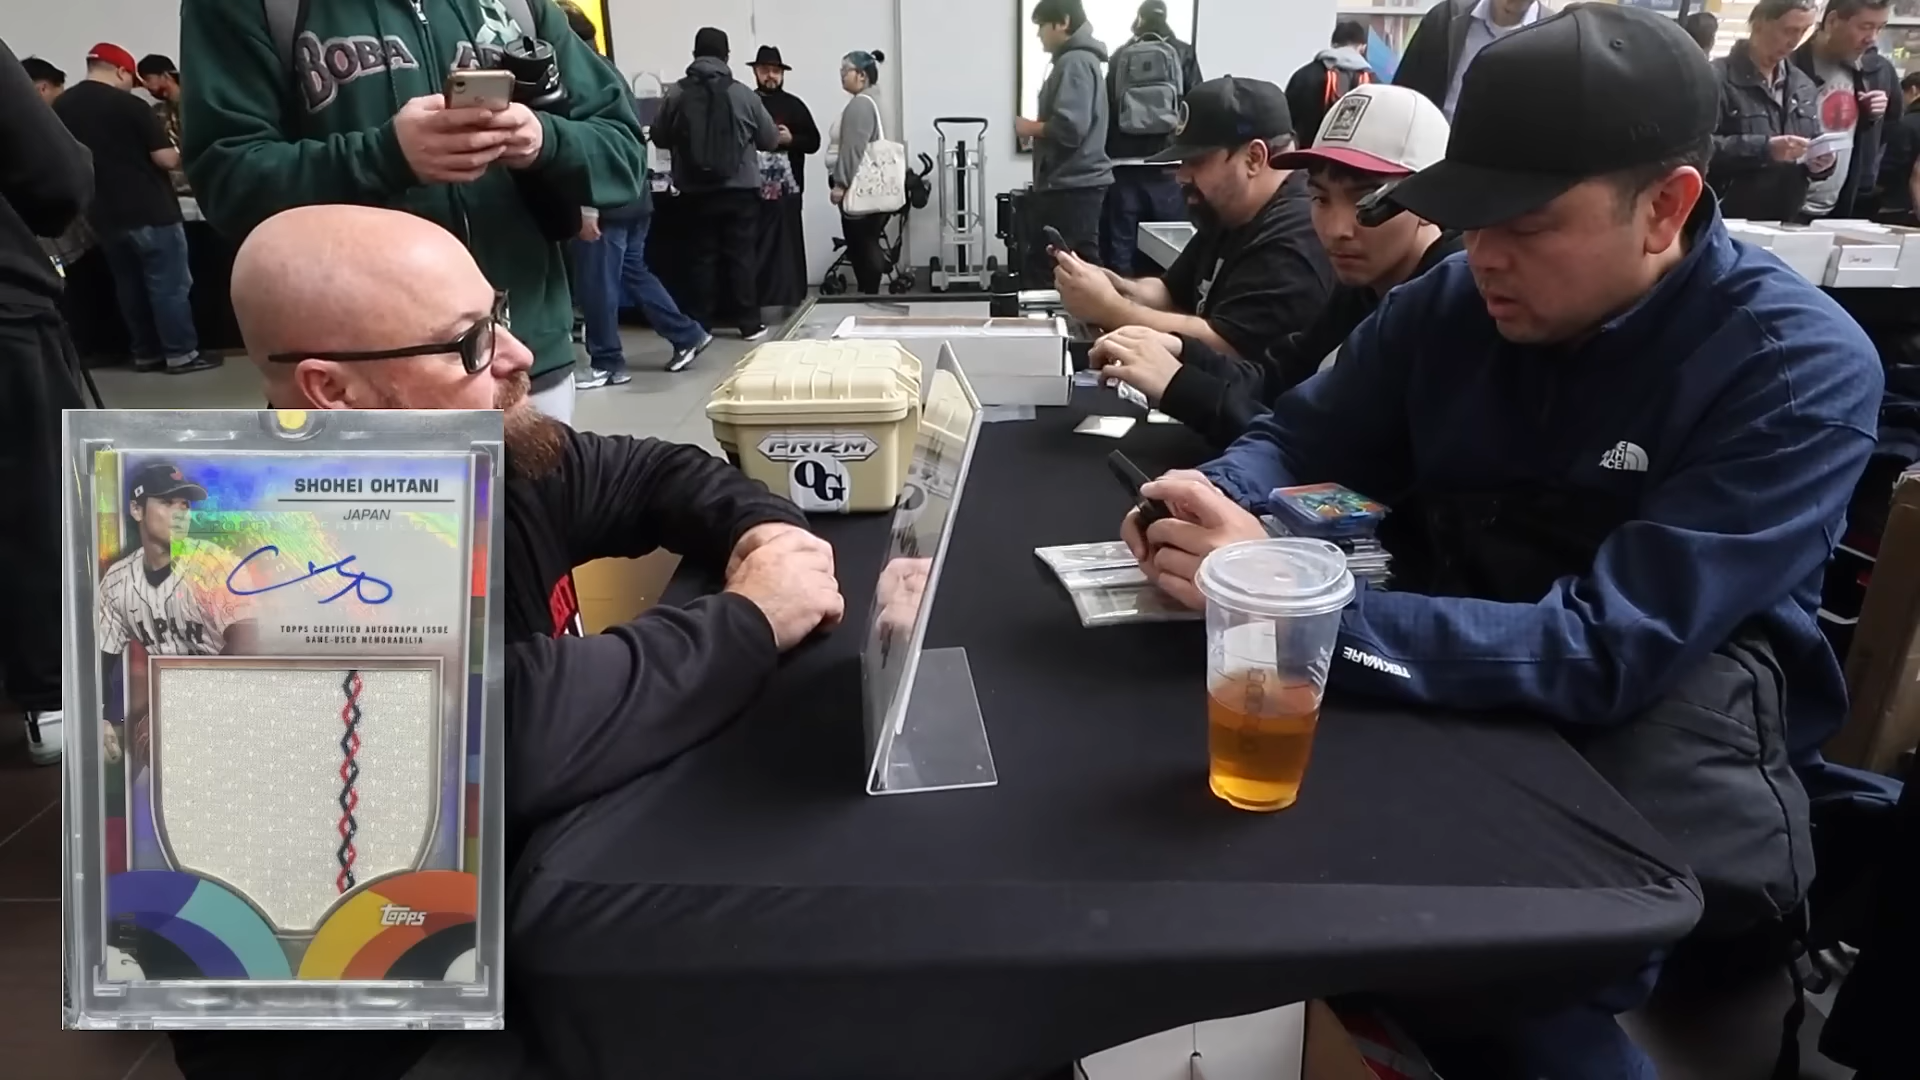 BOBA
PRIZM
OG
THE
NORTH
FACE
TEKWARE
SHOHEI OHTANI
JAPAN
TOPPS CERTIFIED AUTOGRAPH ISSUE
GAME-USED MEMORABILIA
JAPAN
TOPPS